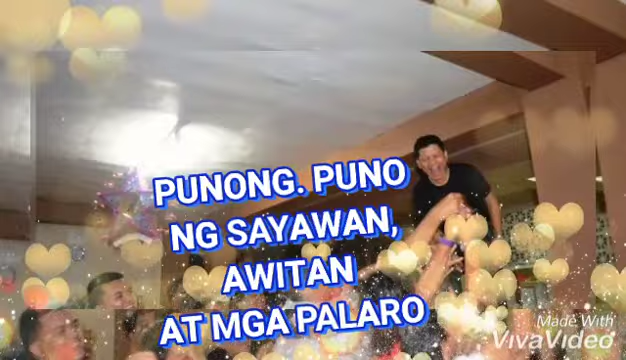 PUNONG. PUNO
NG SAYAWAN,
AWITAN
AT MGA PALARO
Made With
VivaVideo